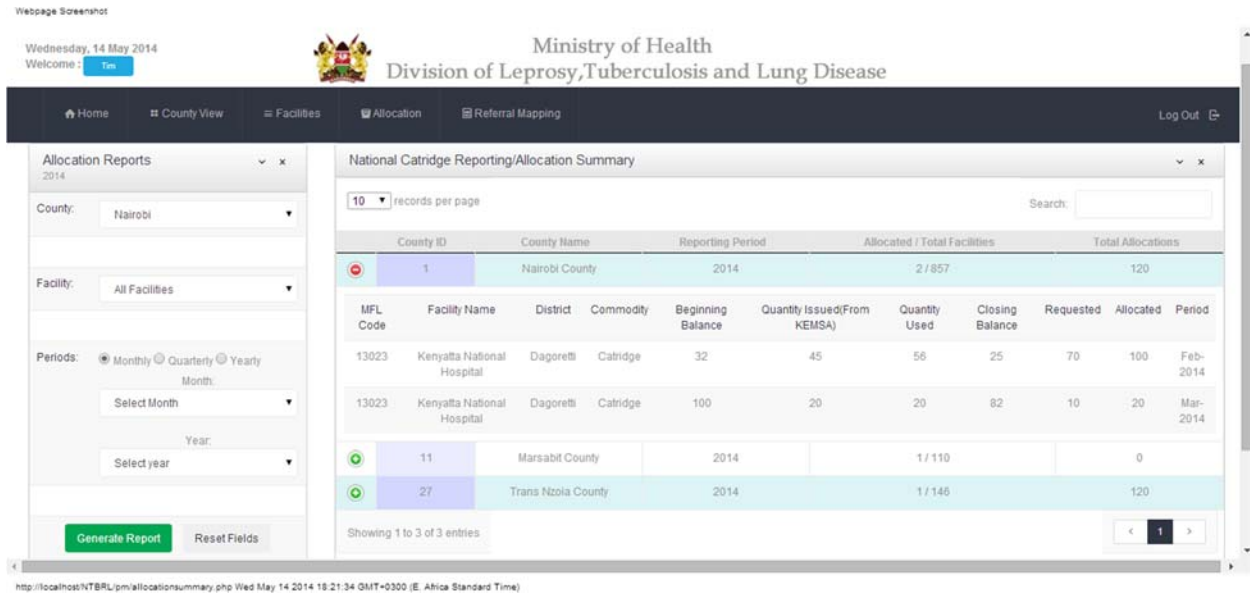 Webpage Screenshot
Wednesday, 14 May 2014
Welcome : Tim
Ministry of Health
Division of Leprosy,Tuberculosis and Lung Disease
Home County View Facilities Allocation Referral Mapping Log Out
Allocation Reports
2014
County: Nairobi
Facility: All Facilities
Periods: Monthly Quarterly Yearly
Month:
Select Month
Year:
Select year
Generate Report Reset Fields
National Catridge Reporting/Allocation Summary
10 records per page Search:
County ID County Name Reporting Period Allocated / Total Facilities Total Allocations
1 Nairobi County 2014 2 / 857 120
MFL Facility Name District Commodity Beginning Quantity Issued(From Quantity Closing Requested Allocated Period
Code Balance KEMSA) Used Balance
13023 Kenyatta National Dagoretti Catridge 32 45 56 25 70 100 Feb-
Hospital 2014
13023 Kenyatta National Dagoretti Catridge 100 20 20 82 10 20 Mar-
Hospital 2014
11 Marsabit County 2014 1 / 110 0
27 Trans Nzoia County 2014 1 / 146 120
Showing 1 to 3 of 3 entries < 1 >
http://localhost/NTBRL/pm/allocationsummary.php Wed May 14 2014 18:21:34 GMT+0300 (E. Africa Standard Time)